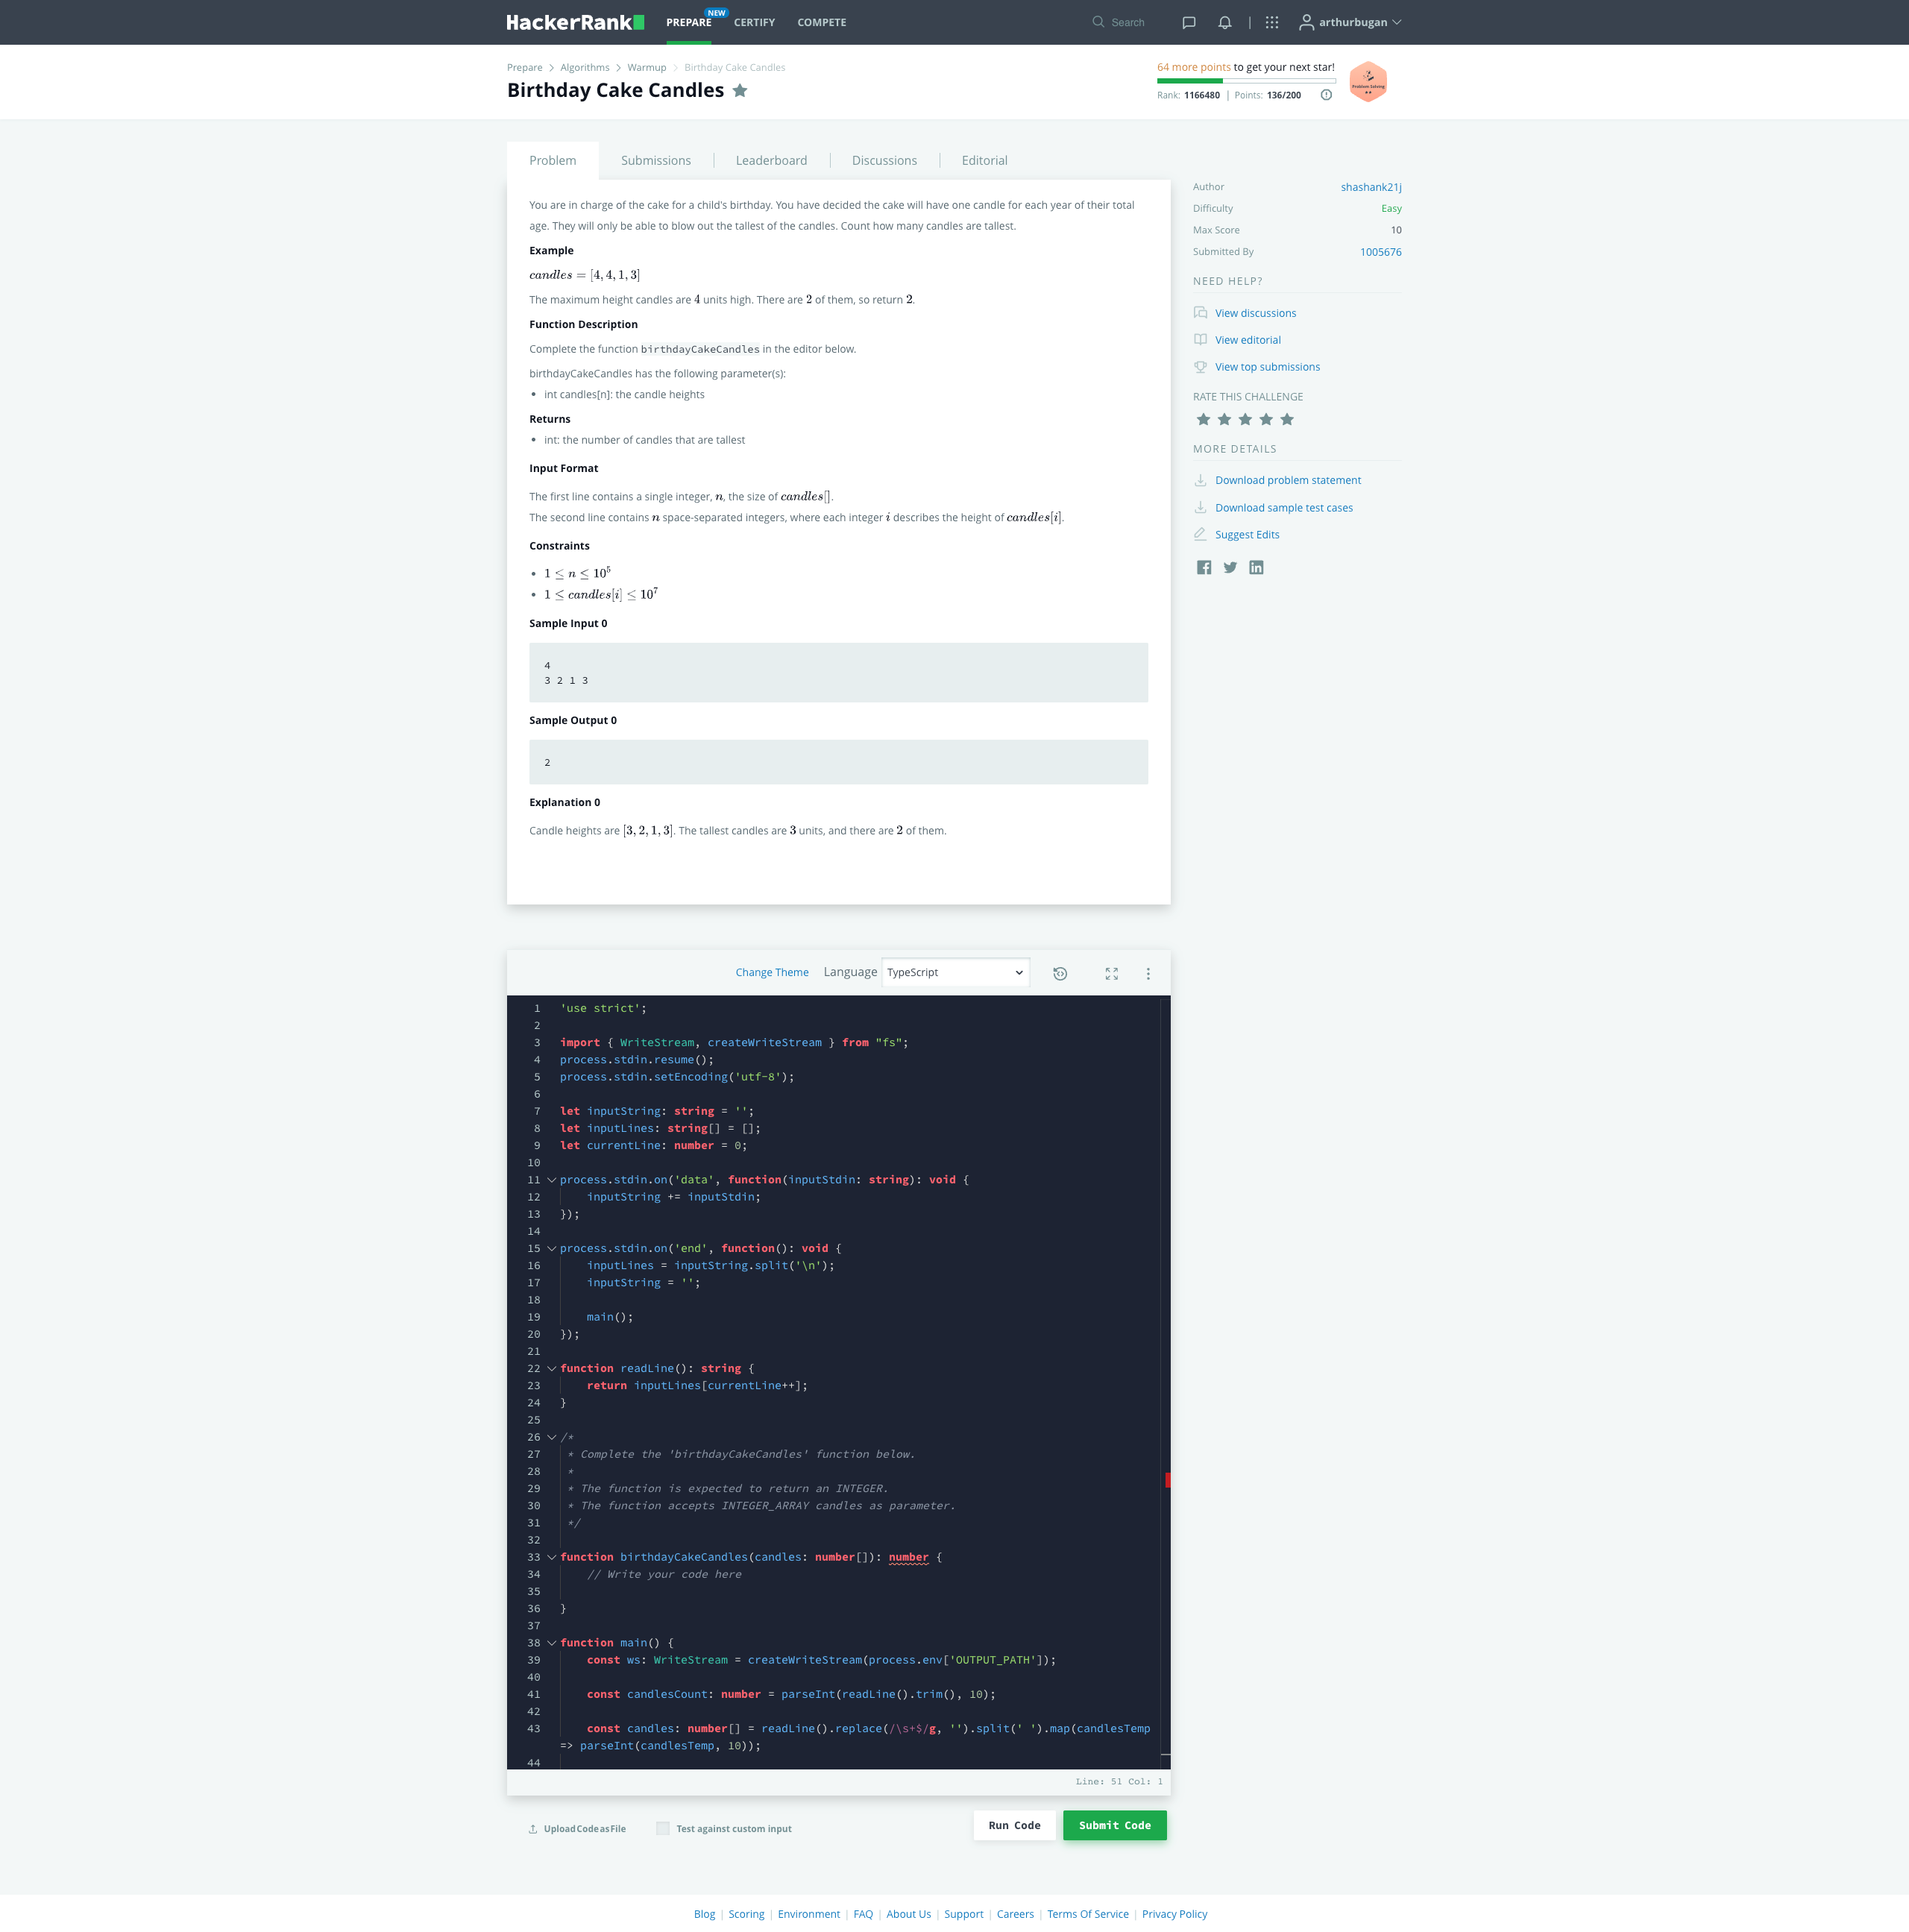 HackerRank
PREPARE
NEW
CERTIFY
COMPETE
Search
|
arthurbugan
Prepare > Algorithms > Warmup > Birthday Cake Candles
Birthday Cake Candles
64 more points to get your next star!
Rank: 1166480 | Points: 136/200
Problem Solving
Problem
Submissions
Leaderboard
Discussions
Editorial
You are in charge of the cake for a child's birthday. You have decided the cake will have one candle for each year of their total
age. They will only be able to blow out the tallest of the candles. Count how many candles are tallest.
Example
candles = [4, 4, 1, 3]
The maximum height candles are 4 units high. There are 2 of them, so return 2.
Function Description
Complete the function birthdayCakeCandles in the editor below.
birthdayCakeCandles has the following parameter(s):
• int candles[n]: the candle heights
Returns
• int: the number of candles that are tallest
Input Format
The first line contains a single integer, n, the size of candles[].
The second line contains n space-separated integers, where each integer i describes the height of candles[i].
Constraints
• 1 ≤ n ≤ 10⁵
• 1 ≤ candles[i] ≤ 10⁷
Sample Input 0
4
3 2 1 3
Sample Output 0
2
Explanation 0
Candle heights are [3, 2, 1, 3]. The tallest candles are 3 units, and there are 2 of them.
Author shashank21j
Difficulty Easy
Max Score 10
Submitted By 1005676
NEED HELP?
View discussions
View editorial
View top submissions
RATE THIS CHALLENGE
MORE DETAILS
Download problem statement
Download sample test cases
Suggest Edits
Change Theme Language TypeScript
1 'use strict';
2
3 import { WriteStream, createWriteStream } from "fs";
4 process.stdin.resume();
5 process.stdin.setEncoding('utf-8');
6
7 let inputString: string = '';
8 let inputLines: string[] = [];
9 let currentLine: number = 0;
10
11 process.stdin.on('data', function(inputStdin: string): void {
12 inputString += inputStdin;
13 });
14
15 process.stdin.on('end', function(): void {
16 inputLines = inputString.split('\n');
17 inputString = '';
18
19 main();
20 });
21
22 function readLine(): string {
23 return inputLines[currentLine++];
24 }
25
26 /*
27 * Complete the 'birthdayCakeCandles' function below.
28 *
29 * The function is expected to return an INTEGER.
30 * The function accepts INTEGER_ARRAY candles as parameter.
31 */
32
33 function birthdayCakeCandles(candles: number[]): number {
34 // Write your code here
35
36 }
37
38 function main() {
39 const ws: WriteStream = createWriteStream(process.env['OUTPUT_PATH']);
40
41 const candlesCount: number = parseInt(readLine().trim(), 10);
42
43 const candles: number[] = readLine().replace(/\s+$/g, '').split(' ').map(candlesTemp
=> parseInt(candlesTemp, 10));
44
Line: 51 Col: 1
Upload Code as File
Test against custom input
Run Code
Submit Code
Blog | Scoring | Environment | FAQ | About Us | Support | Careers | Terms Of Service | Privacy Policy